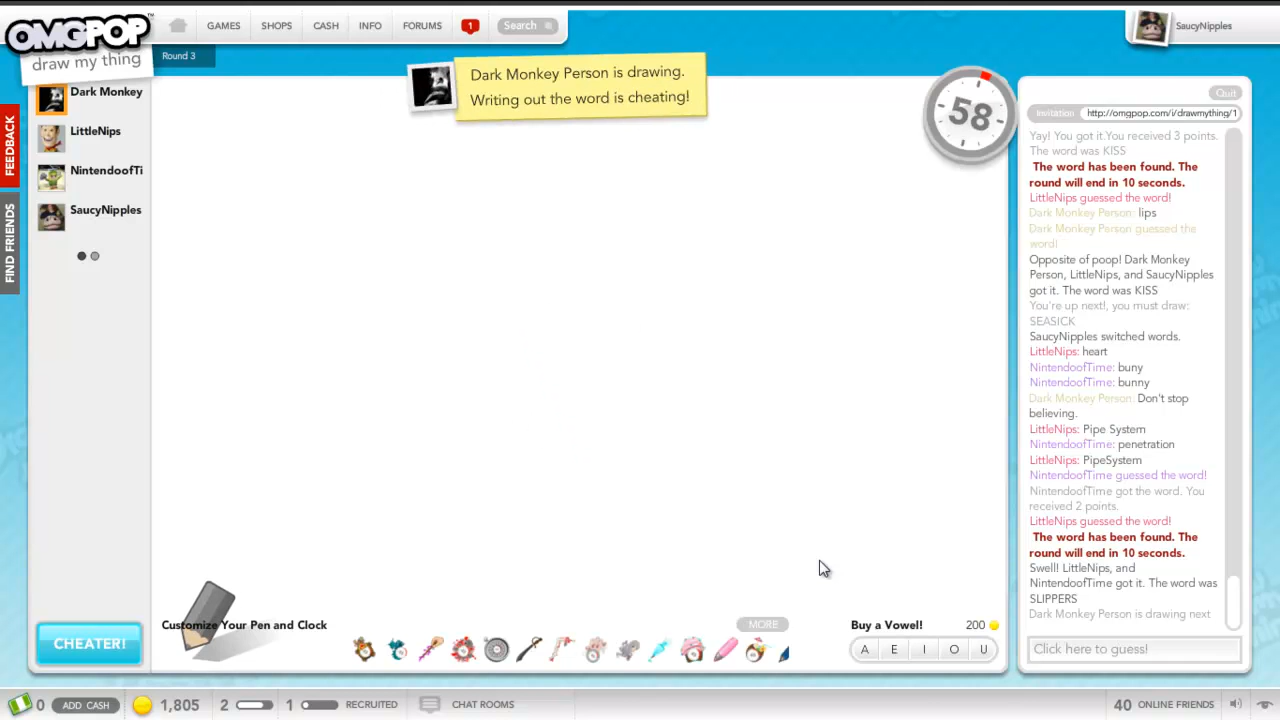 OMGPOP™
draw my thing
GAMES
SHOPS
CASH
INFO
FORUMS
1
Search
SaucyNipples
Round 3
Dark Monkey Person is drawing.
Writing out the word is cheating!
58
FEEDBACK
FIND FRIENDS
Dark Monkey
LittleNips
NintendoofTi
SaucyNipples
Quit
Invitation http://omgpop.com/i/drawmything/1
Yay! You got it.You received 3 points.
The word was KISS
The word has been found. The
round will end in 10 seconds.
LittleNips guessed the word!
Dark Monkey Person: lips
Dark Monkey Person guessed the
word!
Opposite of poop! Dark Monkey
Person, LittleNips, and SaucyNipples
got it. The word was KISS
You're up next!, you must draw:
SEASICK
SaucyNipples switched words.
LittleNips: heart
NintendoofTime: buny
NintendoofTime: bunny
Dark Monkey Person: Don't stop
believing.
LittleNips: Pipe System
NintendoofTime: penetration
LittleNips: PipeSystem
NintendoofTime guessed the word!
NintendoofTime got the word. You
received 2 points.
LittleNips guessed the word!
The word has been found. The
round will end in 10 seconds.
Swell! LittleNips, and
NintendoofTime got it. The word was
SLIPPERS
Dark Monkey Person is drawing next
Click here to guess!
CHEATER!
Customize Your Pen and Clock
MORE
Buy a Vowel! 200
A E I O U
0 ADD CASH 1,805 2 1 RECRUITED CHAT ROOMS 40 ONLINE FRIENDS